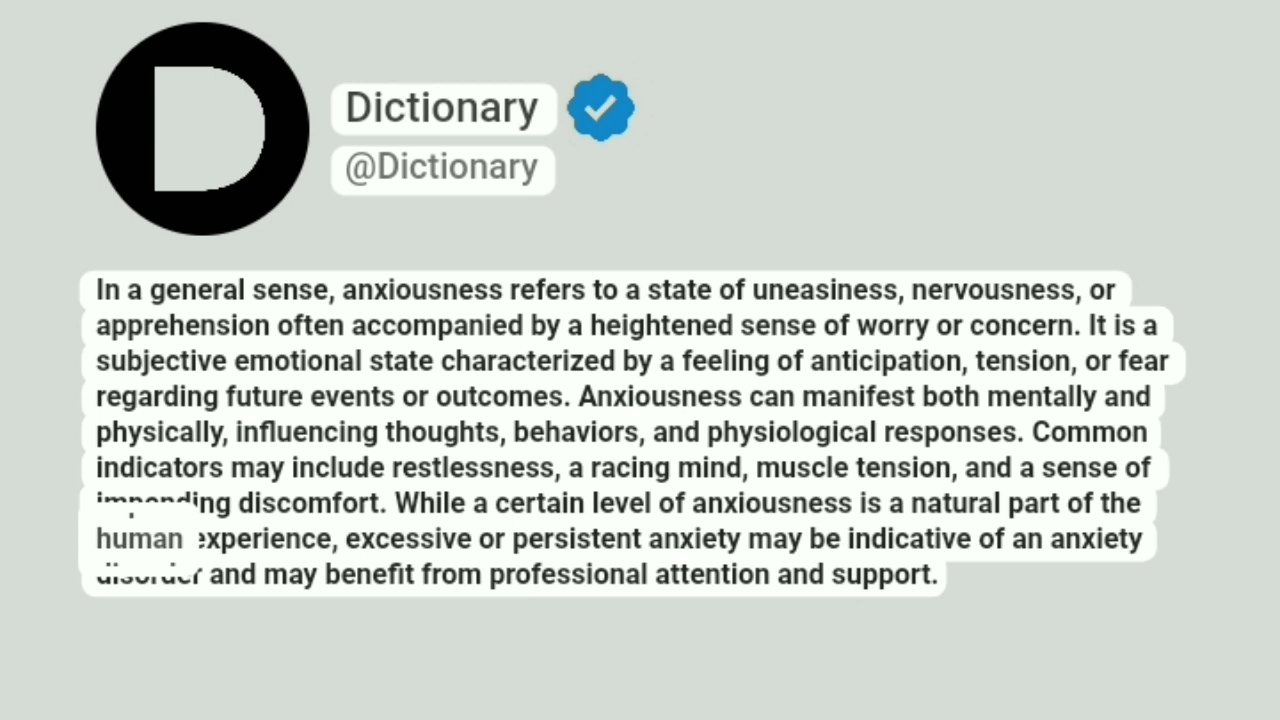 D
Dictionary
@Dictionary
In a general sense, anxiousness refers to a state of uneasiness, nervousness, or
apprehension often accompanied by a heightened sense of worry or concern. It is a
subjective emotional state characterized by a feeling of anticipation, tension, or fear
regarding future events or outcomes. Anxiousness can manifest both mentally and
physically, influencing thoughts, behaviors, and physiological responses. Common
indicators may include restlessness, a racing mind, muscle tension, and a sense of
impending discomfort. While a certain level of anxiousness is a natural part of the
human experience, excessive or persistent anxiety may be indicative of an anxiety
disorder and may benefit from professional attention and support.